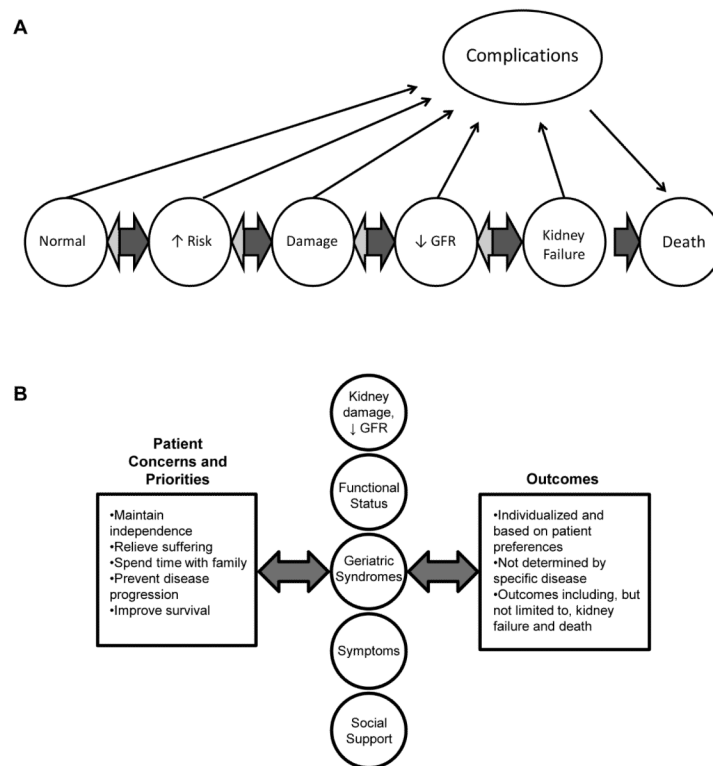 A
Complications
Normal
↑ Risk
Damage
↓ GFR
Kidney
Failure
Death
B
Patient
Concerns and
Priorities
•Maintain
independence
•Relieve suffering
•Spend time with family
•Prevent disease
progression
•Improve survival
Kidney
damage,
↓ GFR
Functional
Status
Geriatric
Syndromes
Symptoms
Social
Support
Outcomes
•Individualized and
based on patient
preferences
•Not determined by
specific disease
•Outcomes including, but
not limited to, kidney
failure and death